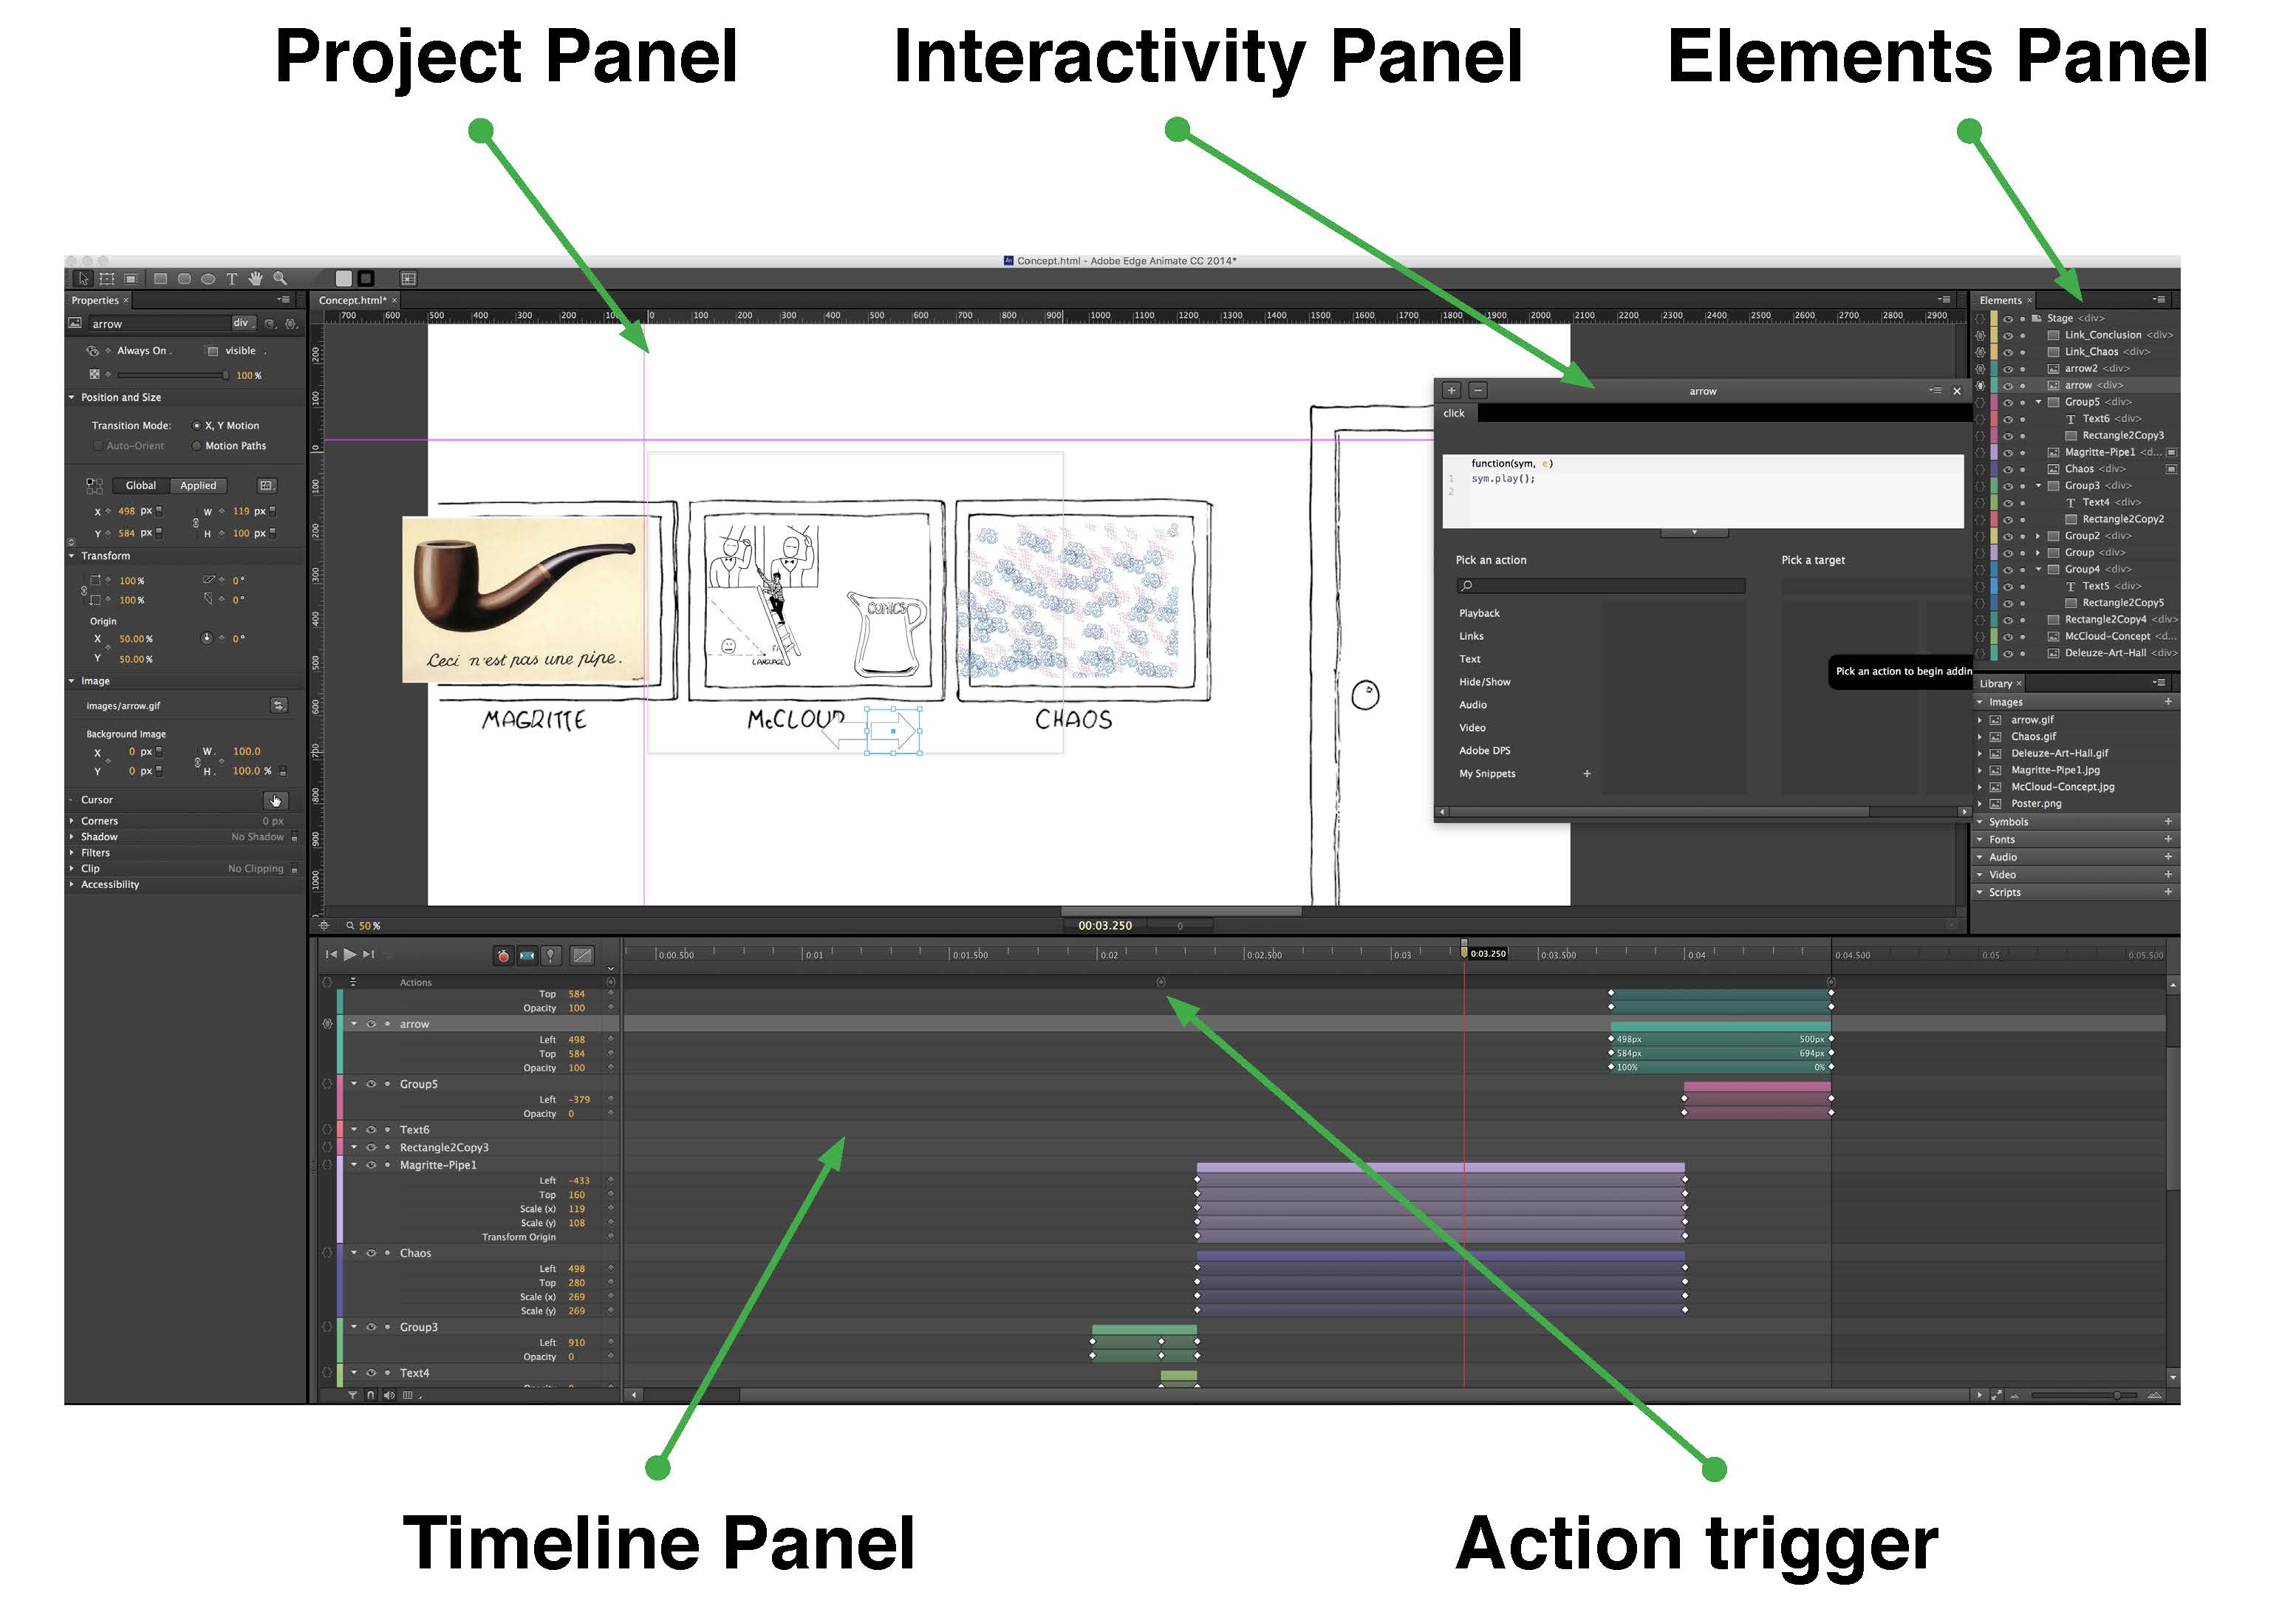 Project Panel
Interactivity Panel
Elements Panel
Concept.html - Adobe Edge Animate CC 2014*
T
Properties ×
arrow
div
Always On .
visible .
100 %
Position and Size
Transition Mode:
X, Y Motion
Auto-Orient
Motion Paths
Global
Applied
X 498 px
W 119 px
Y 584 px
H 100 px
Transform
100 %
0 °
100 %
0 °
Origin
X 50.00 %
0 °
Y 50.00 %
Image
images/arrow.gif
Background Image
X 0 px
W. 100.0
Y 0 px
H. 100.0 %
Cursor
Corners
0 px
Shadow
No Shadow
Filters
Clip
No Clipping
Accessibility
Concept.html* ×
700 600 500 400 300 200 100 0 100 200 300 400 500 600 700 800 900 1000 1100 1200 1300 1400 1500 1600 1700 1800 1900 2000 2100 2200 2300 2400 2500 2600 2700 2800 2900
200
100
0
100
200
300
400
500
600
700
800
900
1000
Ceci n'est pas une pipe.
COMICS
LANGUAGE
MAGRITTE
McCLOUD
CHAOS
arrow
click
function(sym, e)
1 sym.play();
2
Pick an action
Pick a target
Playback
Links
Text
Hide/Show
Audio
Video
Adobe DPS
My Snippets +
Pick an action to begin addin
Elements ×
Stage <div>
Link_Conclusion <div>
Link_Chaos <div>
arrow2 <div>
arrow <div>
Group5 <div>
T Text6 <div>
Rectangle2Copy3
Magritte-Pipe1 <d...
Chaos <div>
Group3 <div>
T Text4 <div>
Rectangle2Copy2
Group2 <div>
Group <div>
Group4 <div>
T Text5 <div>
Rectangle2Copy5
Rectangle2Copy4 <div>
McCloud-Concept <d...
Deleuze-Art-Hall <div>
Library ×
Images +
arrow.gif
Chaos.gif
Deleuze-Art-Hall.gif
Magritte-Pipe1.jpg
McCloud-Concept.jpg
Poster.png
Symbols +
Fonts +
Audio +
Video +
Scripts +
50 %
00:03.250
0
0:00.500 0:01 0:01.500 0:02 0:02.500 0:03 0:03.250 0:03.500 0:04 0:04.500 0:05 0:05.500
Actions
Top 584
Opacity 100
arrow
Left 498
498px 500px
Top 584
584px 694px
Opacity 100
100% 0%
Group5
Left -379
Opacity 0
Text6
Rectangle2Copy3
Magritte-Pipe1
Left -433
Top 160
Scale (x) 119
Scale (y) 108
Transform Origin
Chaos
Left 498
Top 280
Scale (x) 269
Scale (y) 269
Group3
Left 910
Opacity 0
Text4
Timeline Panel
Action trigger